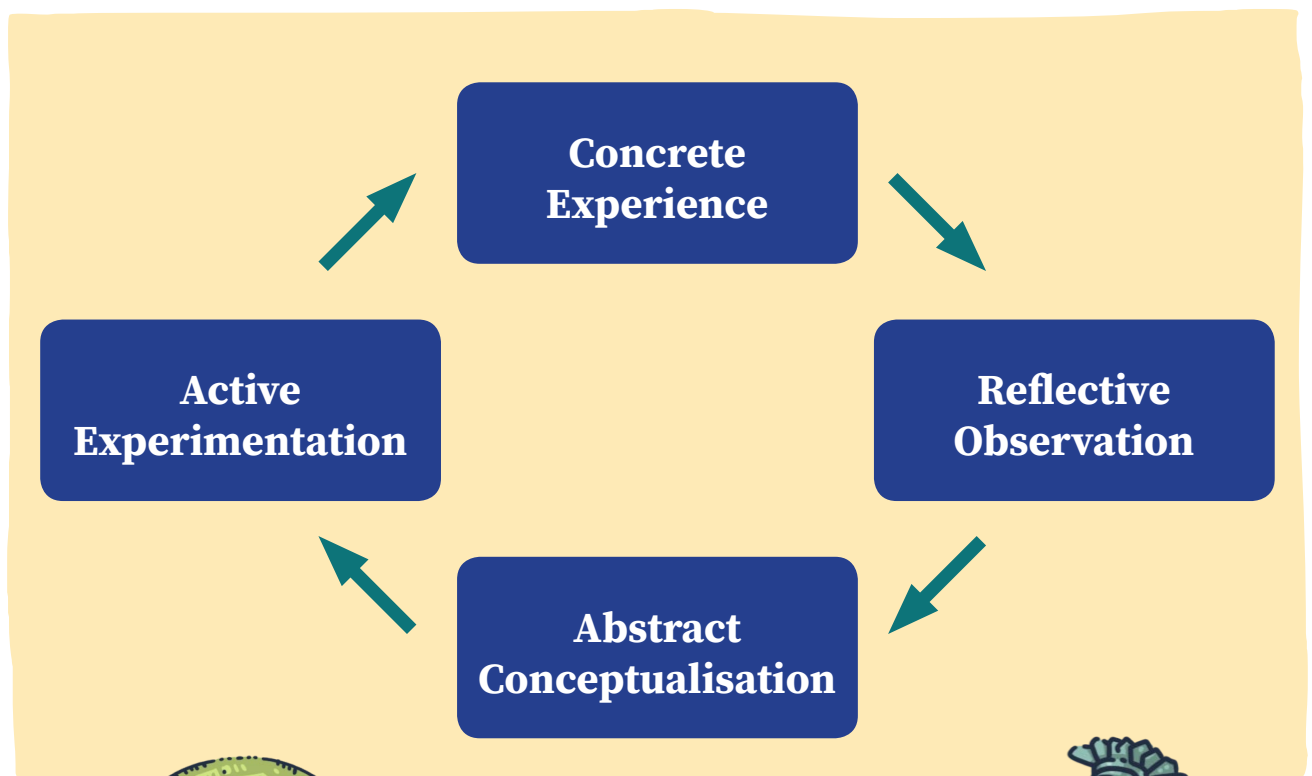 Concrete
Experience
Active
Experimentation
Reflective
Observation
Abstract
Conceptualisation